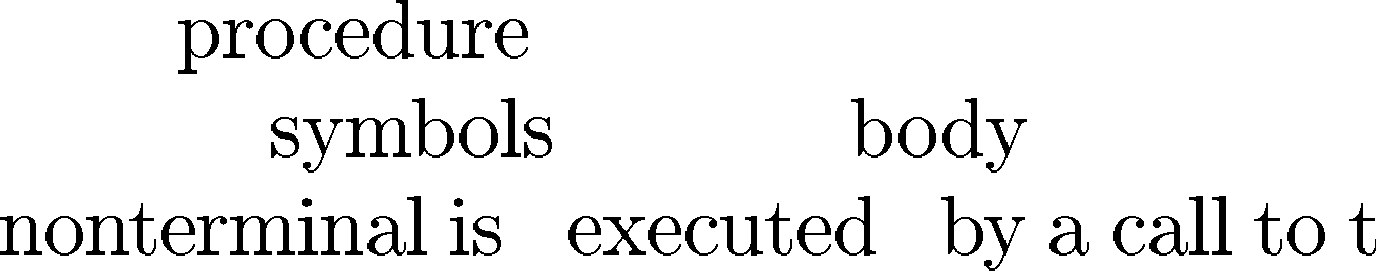 procedure
symbols body
nonterminal is executed by a call to t